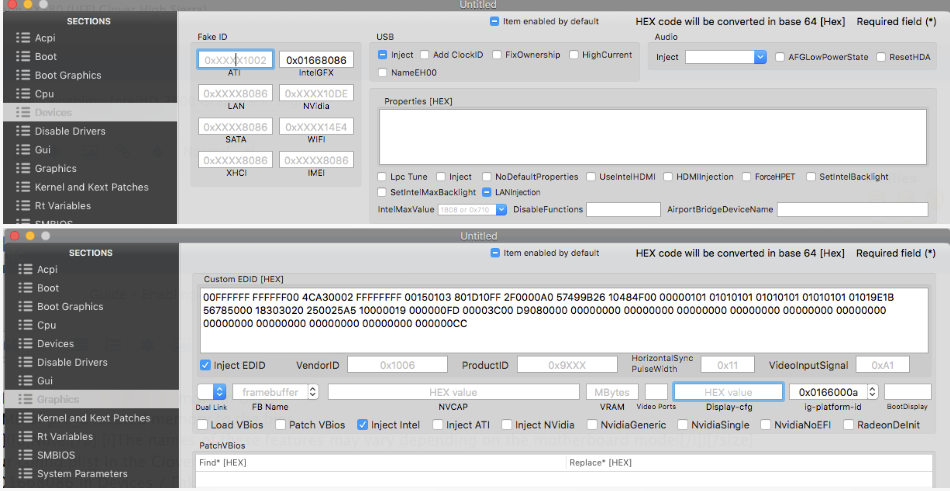 Untitled
SECTIONS
Item enabled by default
HEX code will be converted in base 64 [Hex]
Required field (*)
Acpi
Boot
Boot Graphics
Cpu
Devices
Disable Drivers
Gui
Graphics
Kernel and Kext Patches
Rt Variables
SMBIOS
Fake ID
0xXXXX1002
0x01668086
ATI
IntelGFX
0xXXXX8086
0xXXXX10DE
LAN
NVidia
0xXXXX8086
0xXXXX14E4
SATA
WIFI
0xXXXX8086
0xXXXX8086
XHCI
IMEI
USB
Inject
Add ClockID
FixOwnership
HighCurrent
NameEH00
Audio
Inject
AFGLowPowerState
ResetHDA
Properties [HEX]
Lpc Tune
Inject
NoDefaultProperties
UseIntelHDMI
HDMIInjection
ForceHPET
SetIntelBacklight
SetIntelMaxBacklight
LANInjection
IntelMaxValue
1808 or 0x710
DisableFunctions
AirportBridgeDeviceName
Untitled
SECTIONS
Item enabled by default
HEX code will be converted in base 64 [Hex]
Required field (*)
Acpi
Boot
Boot Graphics
Cpu
Devices
Disable Drivers
Gui
Graphics
Kernel and Kext Patches
Rt Variables
SMBIOS
System Parameters
Custom EDID [HEX]
00FFFFFF FFFFFF00 4CA30002 FFFFFFFF 00150103 801D10FF 2F0000A0 57499B26 10484F00 00000101 01010101 01010101 01010101 01019E1B
56785000 18303020 250025A5 10000019 000000FD 00003C00 D9080000 00000000 00000000 00000000 00000000 00000000 00000000
00000000 00000000 00000000 00000000 000000CC
Inject EDID
VendorID
0x1006
ProductID
0x9XXX
HorizontalSync
PulseWidth
0x11
VideoInputSignal
0xA1
framebuffer
HEX value
MBytes
HEX value
0x0166000a
Dual Link
FB Name
NVCAP
VRAM
Video Ports
Display-cfg
ig-platform-id
BootDisplay
Load VBios
Patch VBios
Inject Intel
Inject ATI
Inject NVidia
NvidiaGeneric
NvidiaSingle
NvidiaNoEFI
RadeonDeInit
PatchVBios
Find* [HEX]
Replace* [HEX]